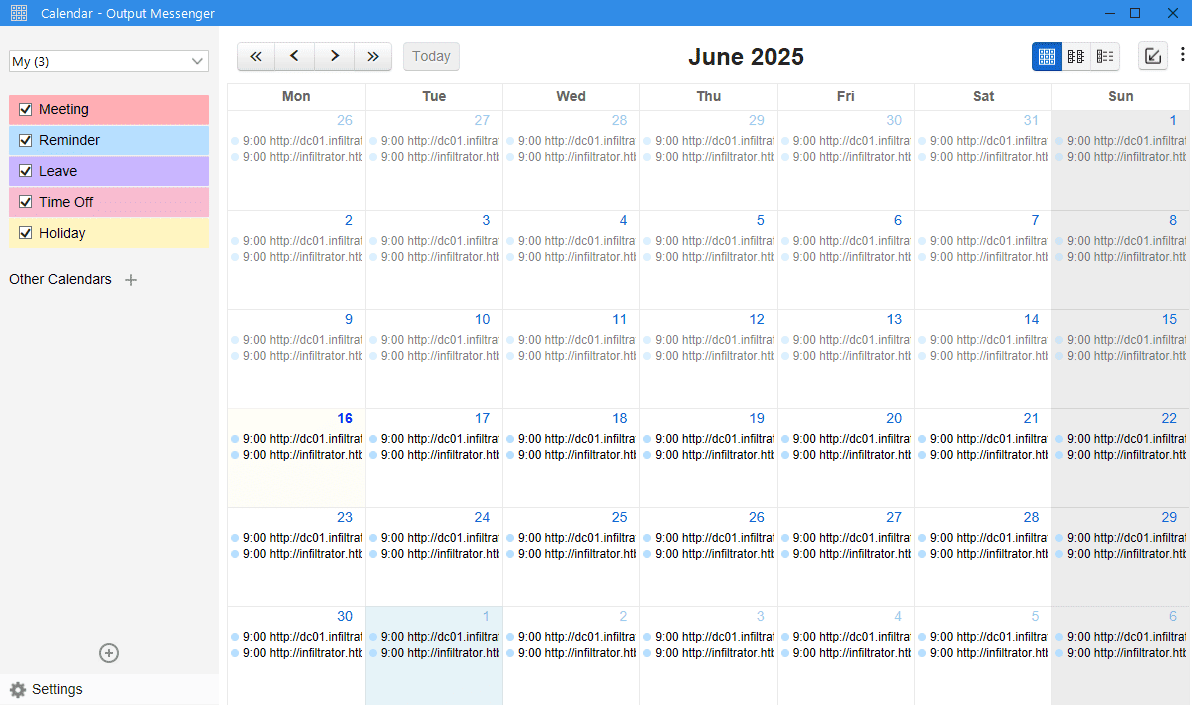 Calendar - Output Messenger
My (3)
Today
June 2025
Meeting
Reminder
Leave
Time Off
Holiday
Other Calendars
Settings
Mon Tue Wed Thu Fri Sat Sun
26 27 28 29 30 31 1
9:00 http://dc01.infiltrat 9:00 http://dc01.infiltra 9:00 http://dc01.infiltra 9:00 http://dc01.infiltrat 9:00 http://dc01.infiltra 9:00 http://dc01.infiltrat 9:00 http://dc01.infiltrat
9:00 http://infiltrator.htb 9:00 http://infiltrator.htb 9:00 http://infiltrator.htb 9:00 http://infiltrator.htb 9:00 http://infiltrator.htb 9:00 http://infiltrator.htb 9:00 http://infiltrator.htb
2 3 4 5 6 7 8
9:00 http://dc01.infiltrat 9:00 http://dc01.infiltra 9:00 http://dc01.infiltra 9:00 http://dc01.infiltrat 9:00 http://dc01.infiltra 9:00 http://dc01.infiltrat 9:00 http://dc01.infiltrat
9:00 http://infiltrator.htb 9:00 http://infiltrator.htb 9:00 http://infiltrator.htb 9:00 http://infiltrator.htb 9:00 http://infiltrator.htb 9:00 http://infiltrator.htb 9:00 http://infiltrator.htb
9 10 11 12 13 14 15
9:00 http://dc01.infiltrat 9:00 http://dc01.infiltra 9:00 http://dc01.infiltra 9:00 http://dc01.infiltrat 9:00 http://dc01.infiltra 9:00 http://dc01.infiltrat 9:00 http://dc01.infiltrat
9:00 http://infiltrator.htb 9:00 http://infiltrator.htb 9:00 http://infiltrator.htb 9:00 http://infiltrator.htb 9:00 http://infiltrator.htb 9:00 http://infiltrator.htb 9:00 http://infiltrator.htb
16 17 18 19 20 21 22
9:00 http://dc01.infiltrat 9:00 http://dc01.infiltra 9:00 http://dc01.infiltra 9:00 http://dc01.infiltrat 9:00 http://dc01.infiltra 9:00 http://dc01.infiltrat 9:00 http://dc01.infiltrat
9:00 http://infiltrator.htb 9:00 http://infiltrator.htb 9:00 http://infiltrator.htb 9:00 http://infiltrator.htb 9:00 http://infiltrator.htb 9:00 http://infiltrator.htb 9:00 http://infiltrator.htb
23 24 25 26 27 28 29
9:00 http://dc01.infiltrat 9:00 http://dc01.infiltra 9:00 http://dc01.infiltra 9:00 http://dc01.infiltrat 9:00 http://dc01.infiltra 9:00 http://dc01.infiltrat 9:00 http://dc01.infiltrat
9:00 http://infiltrator.htb 9:00 http://infiltrator.htb 9:00 http://infiltrator.htb 9:00 http://infiltrator.htb 9:00 http://infiltrator.htb 9:00 http://infiltrator.htb 9:00 http://infiltrator.htb
30 1 2 3 4 5 6
9:00 http://dc01.infiltrat 9:00 http://dc01.infiltra 9:00 http://dc01.infiltra 9:00 http://dc01.infiltrat 9:00 http://dc01.infiltra 9:00 http://dc01.infiltrat 9:00 http://dc01.infiltrat
9:00 http://infiltrator.htb 9:00 http://infiltrator.htb 9:00 http://infiltrator.htb 9:00 http://infiltrator.htb 9:00 http://infiltrator.htb 9:00 http://infiltrator.htb 9:00 http://infiltrator.htb